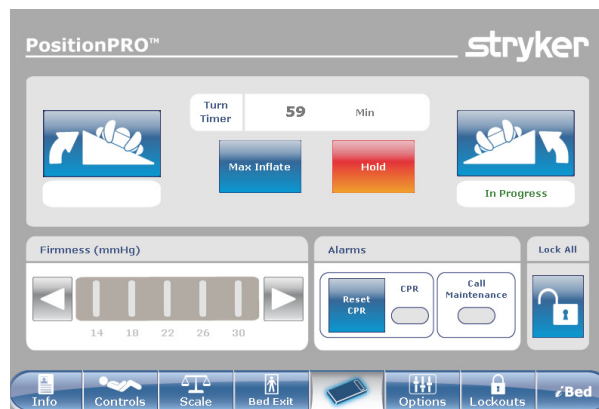 PositionPRO™
stryker
Turn
Timer
59
Min
Max Inflate
Hold
In Progress
Firmness (mmHg)
14 18 22 26 30
Alarms
Reset
CPR
CPR
Call
Maintenance
Lock All
1
Info
Controls
Scale
Bed Exit
Options
Lockouts
iBed